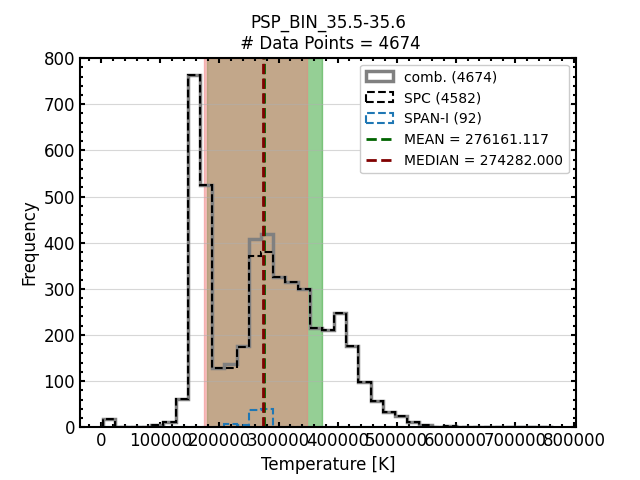 PSP_BIN_35.5-35.6
# Data Points = 4674
800
700
600
500
400
300
200
100
0
Frequency
comb. (4674)
SPC (4582)
SPAN-I (92)
MEAN = 276161.117
MEDIAN = 274282.000
0 100000 200000 300000 400000 500000 600000 700000 800000
Temperature [K]